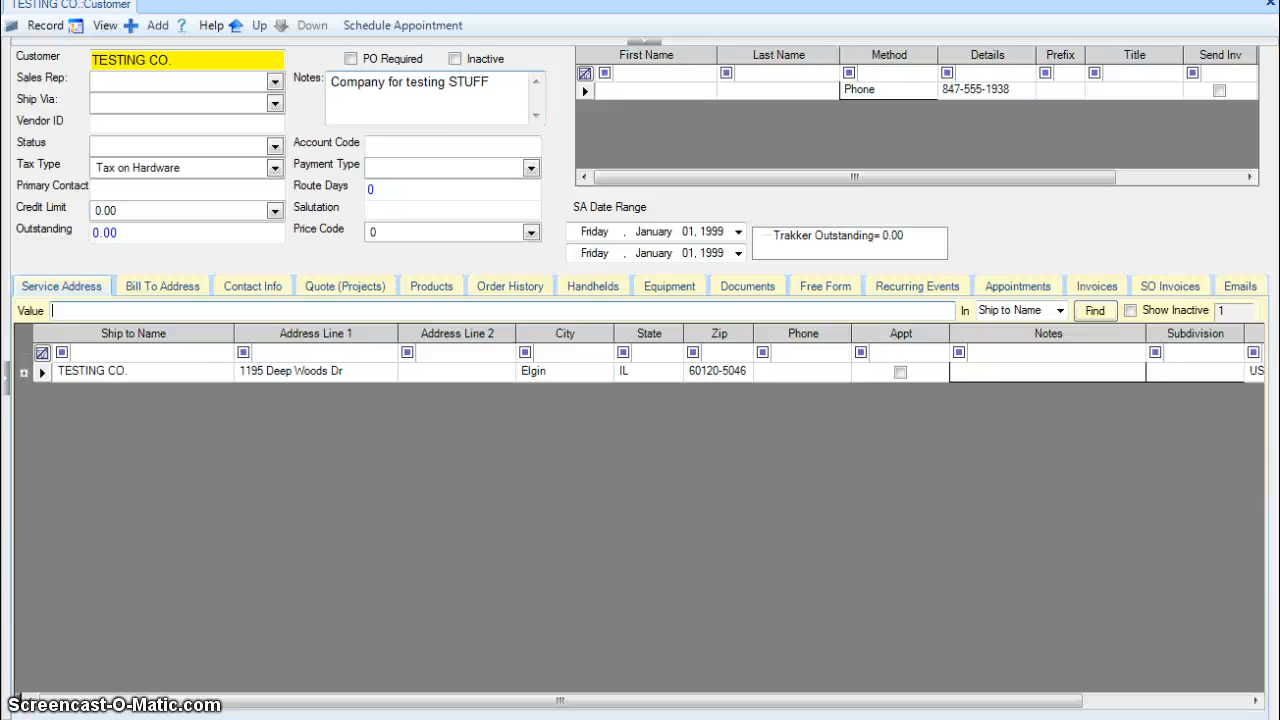 TESTING CO.:Customer
Record View Add Help Up Down Schedule Appointment
Customer TESTING CO. PO Required Inactive
Sales Rep: Notes: Company for testing STUFF
Ship Via:
Vendor ID
Status Account Code
Tax Type Tax on Hardware Payment Type
Primary Contact Route Days 0
Credit Limit 0.00 Salutation
Outstanding 0.00 Price Code 0
First Name Last Name Method Details Prefix Title Send Inv
Phone 847-555-1938
SA Date Range
Friday , January 01, 1999
Friday , January 01, 1999
Trakker Outstanding= 0.00
Service Address Bill To Address Contact Info Quote (Projects) Products Order History Handhelds Equipment Documents Free Form Recurring Events Appointments Invoices SO Invoices Emails
Value In Ship to Name Find Show Inactive 1
Ship to Name Address Line 1 Address Line 2 City State Zip Phone Appt Notes Subdivision
TESTING CO. 1195 Deep Woods Dr Elgin IL 60120-5046 US
Screencast-O-Matic.com